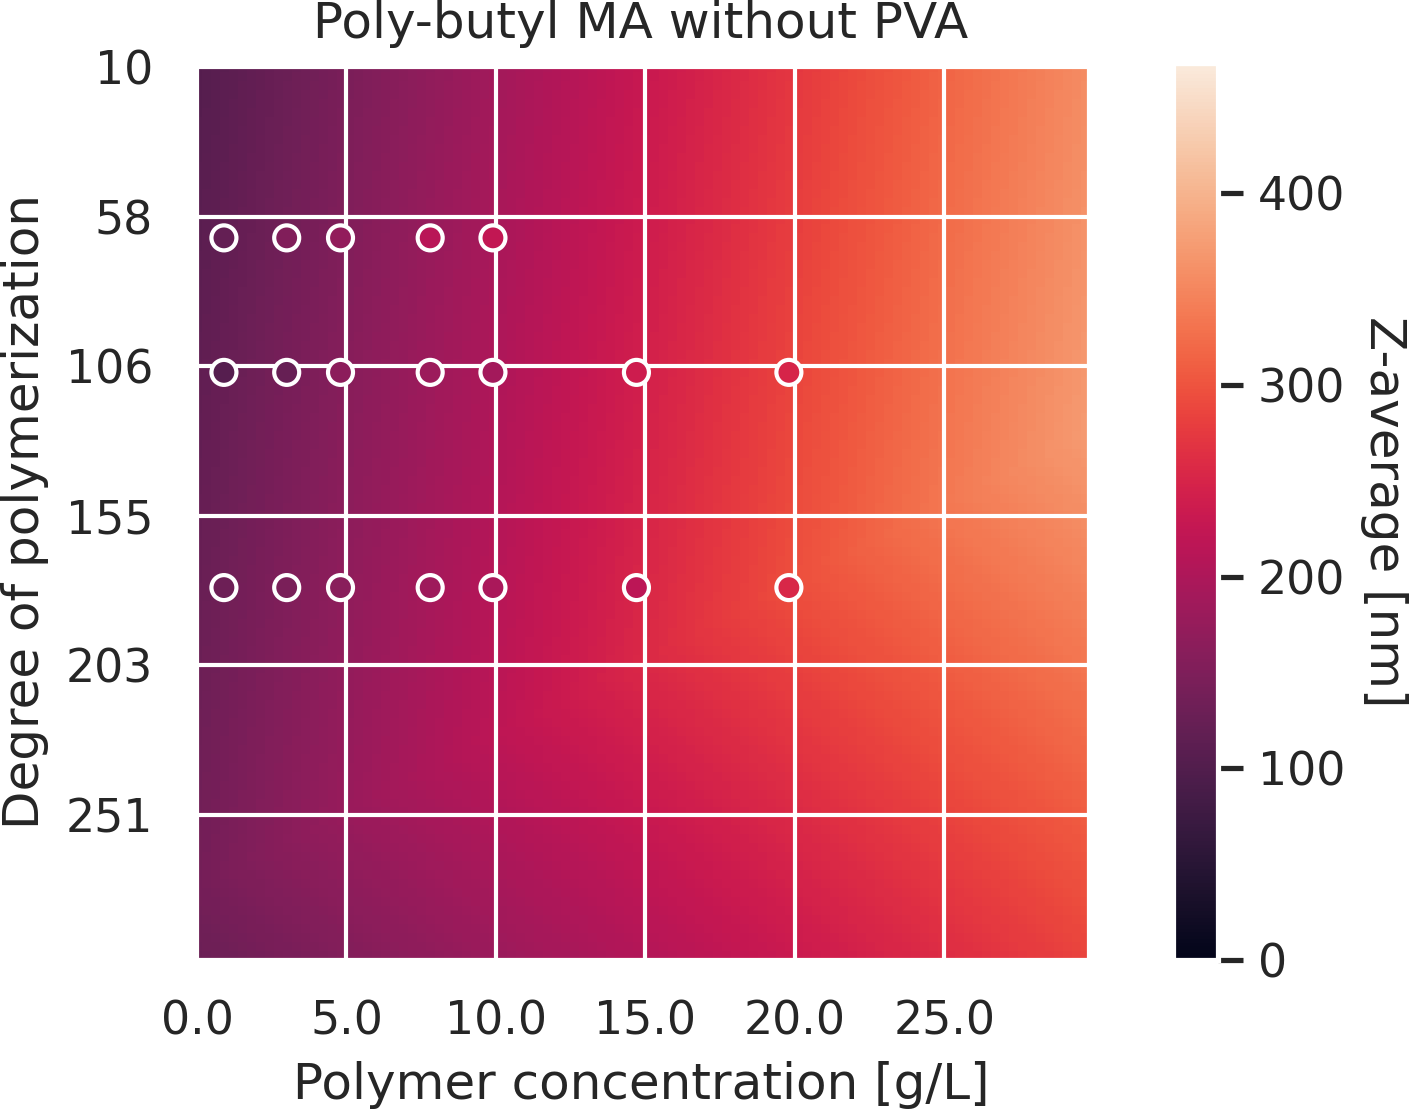 Poly-butyl MA without PVA
10
58
106
155
203
251
Degree of polymerization
0.0 5.0 10.0 15.0 20.0 25.0
Polymer concentration [g/L]
400
300
200
100
0
Z-average [nm]